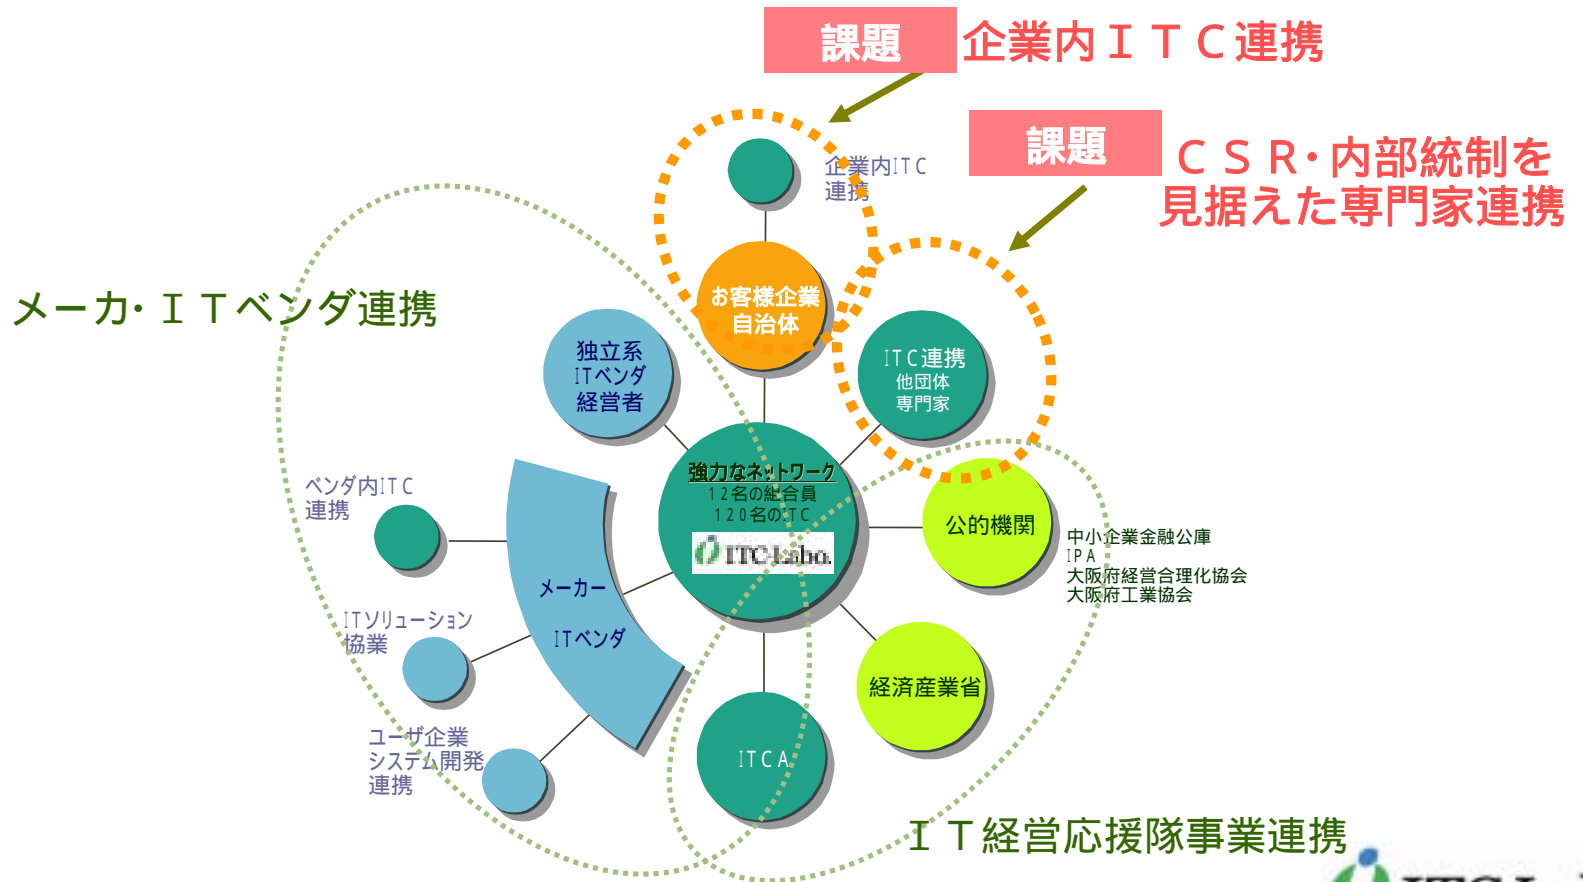 課題
企業内ＩＴＣ連携
課題
ＣＳＲ・内部統制を
見据えた専門家連携
企業内ITC
連携
メーカ・ＩＴベンダ連携
お客様企業
自治体
独立系
ITベンダ
経営者
ITC連携
他団体
専門家
強力なネットワーク
12名の組合員
120名のITC
ITC-Labo.
ベンダ内ITC
連携
公的機関
中小企業金融公庫
IPA
大阪府経営合理化協会
大阪府工業協会
メーカー
ITベンダ
ITソリューション
協業
経済産業省
ユーザ企業
システム開発
連携
ITCA
ＩＴ経営応援隊事業連携